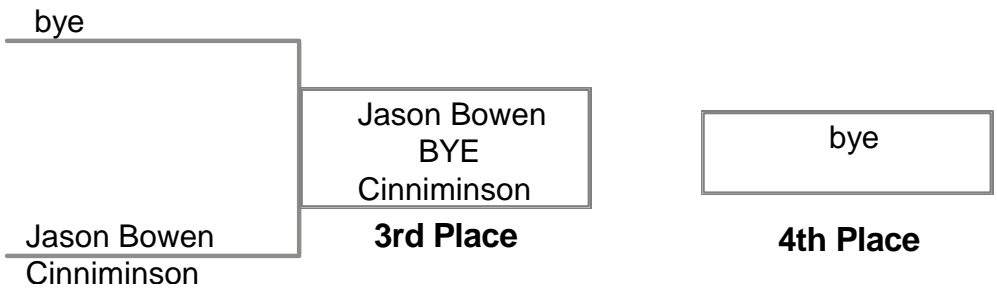 bye
Jason Bowen
BYE
Cinniminson
bye
3rd Place
4th Place
Jason Bowen
Cinniminson